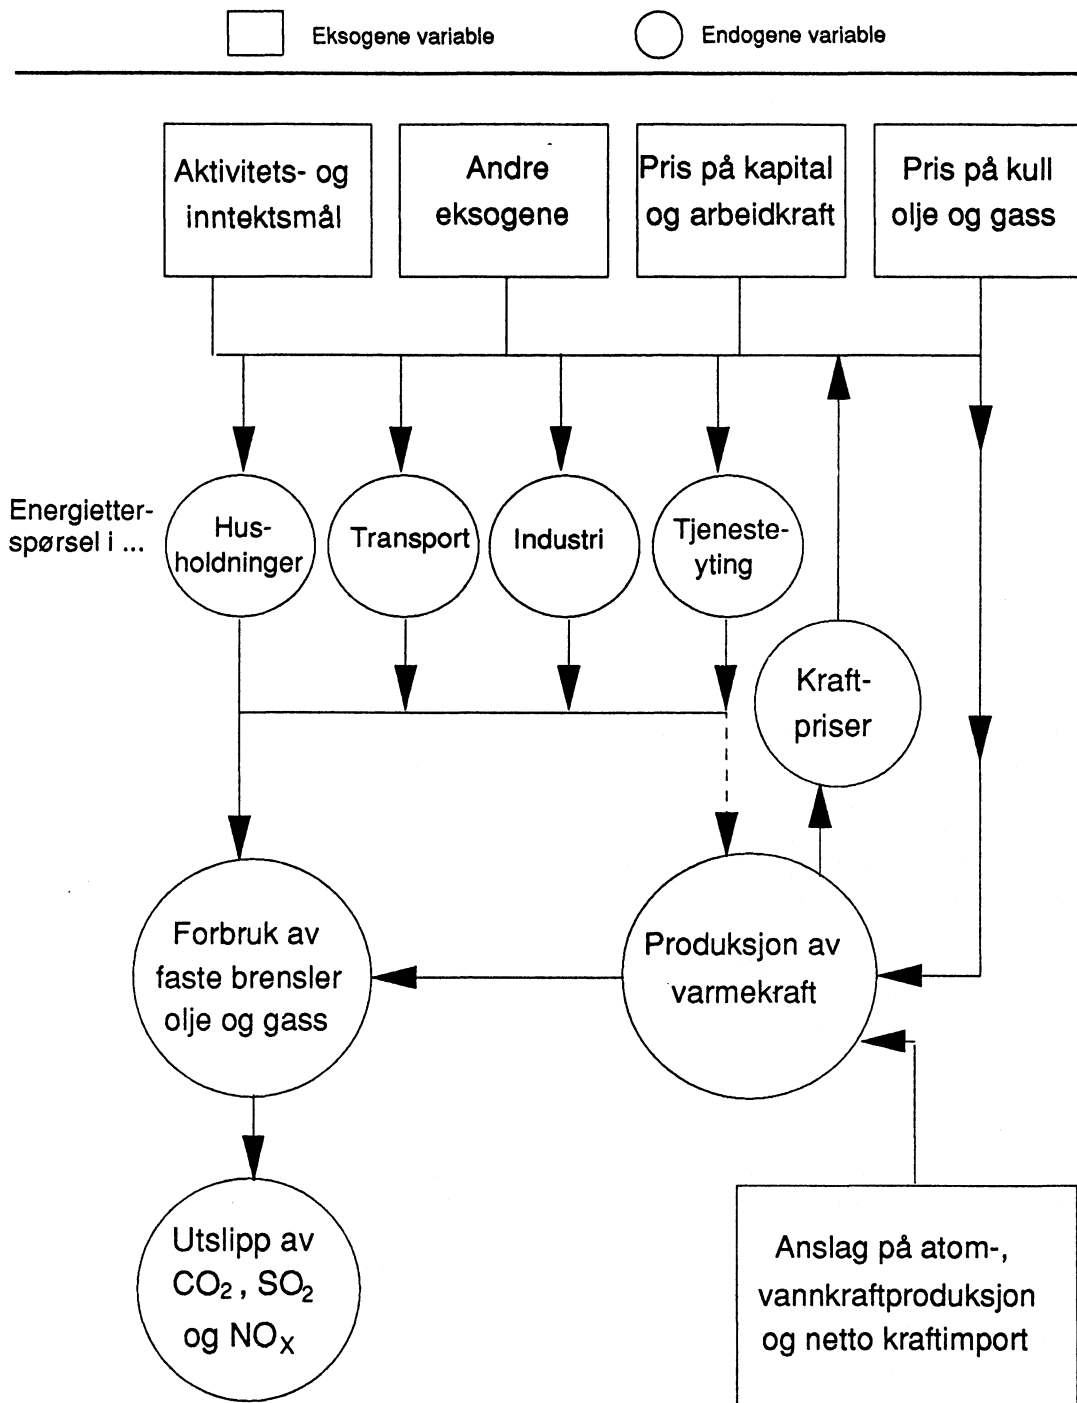 Eksogene variable
Endogene variable
Aktivitets- og
inntektsmål
Andre
eksogene
Pris på kapital
og arbeidkraft
Pris på kull
olje og gass
Energietter-
spørsel i ...
Hus-
holdninger
Transport
Industri
Tjeneste-
yting
Kraft-
priser
Forbruk av
faste brensler
olje og gass
Produksjon av
varmekraft
Utslipp av
CO₂, SO₂
og NOₓ
Anslag på atom-,
vannkraftproduksjon
og netto kraftimport